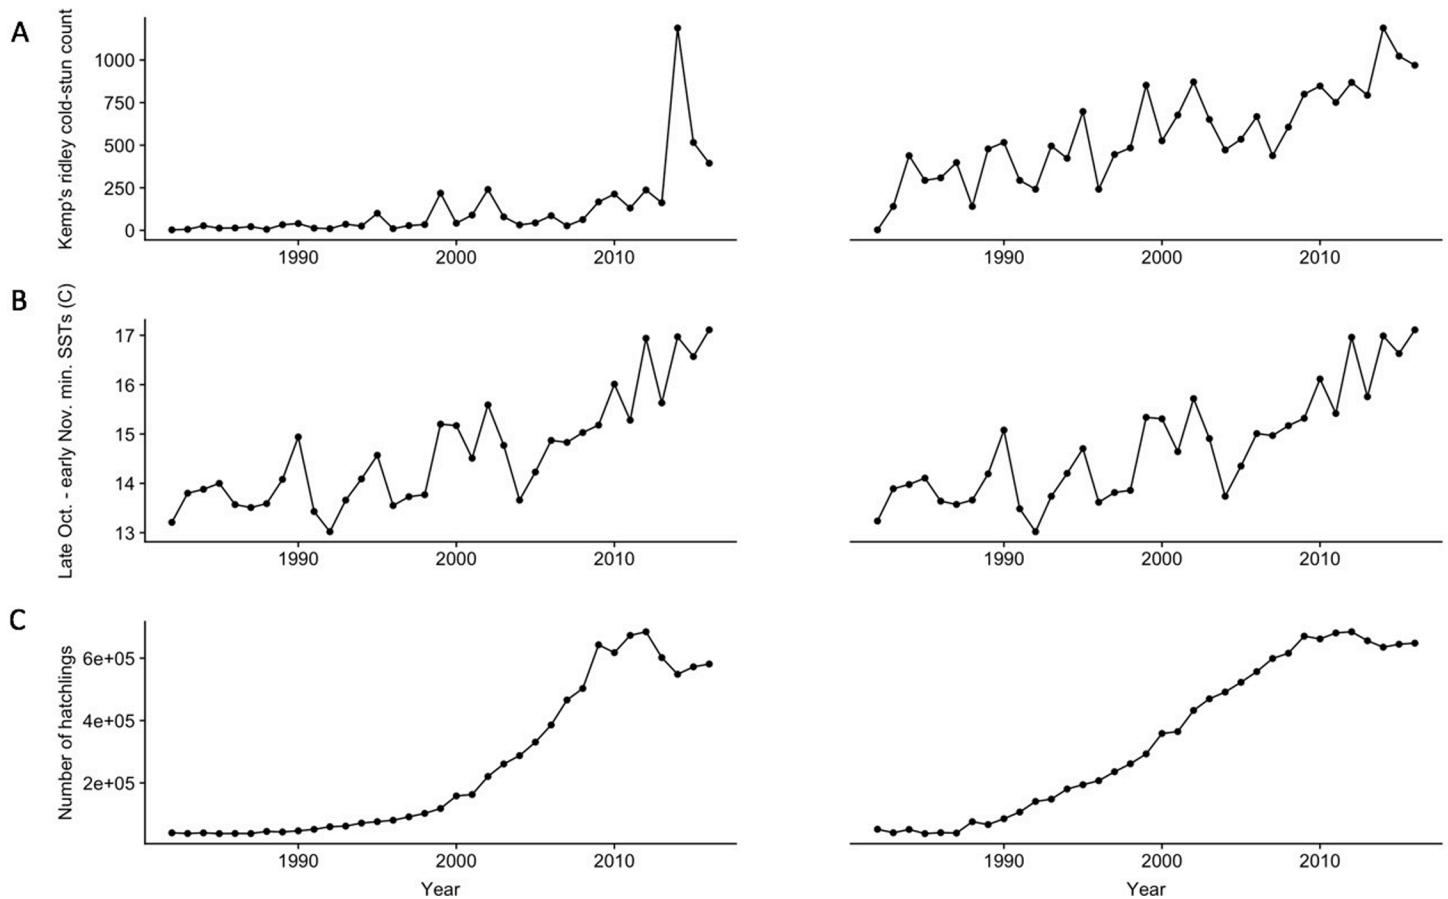 A
Kemp's ridley cold-stun count
1000
750
500
250
0
1990 2000 2010
1990 2000 2010
B
Late Oct. - early Nov. min. SSTs (C)
17
16
15
14
13
1990 2000 2010
1990 2000 2010
C
Number of hatchlings
6e+05
4e+05
2e+05
1990 2000 2010
1990 2000 2010
Year
Year